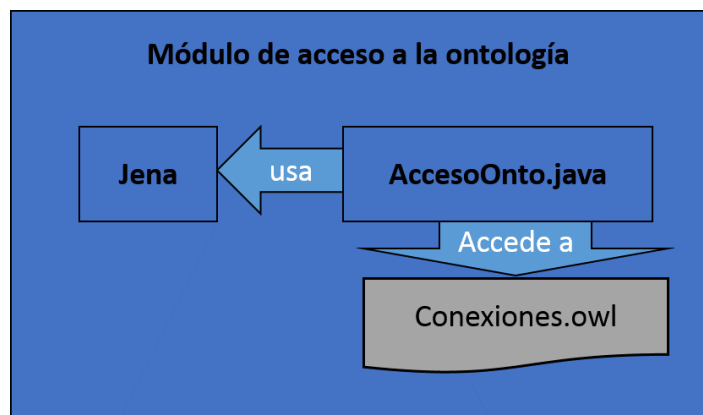 Módulo de acceso a la ontología
Jena
usa
AccesoOnto.java
Accede a
Conexiones.owl